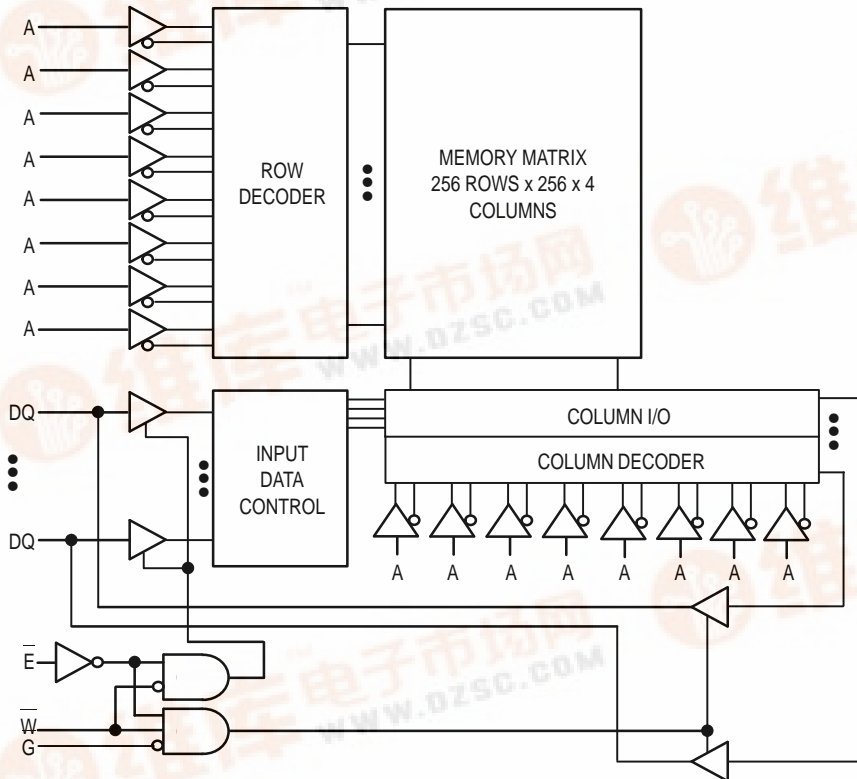 A
A
A
A
A
A
A
A
ROW
DECODER
MEMORY MATRIX
256 ROWS x 256 x 4
COLUMNS
DQ
DQ
INPUT
DATA
CONTROL
COLUMN I/O
COLUMN DECODER
A A A A A A A A
E
W
G
维库电子市场网
WWW.DZSC.COM
维库电子市场网
WWW.DZSC.COM